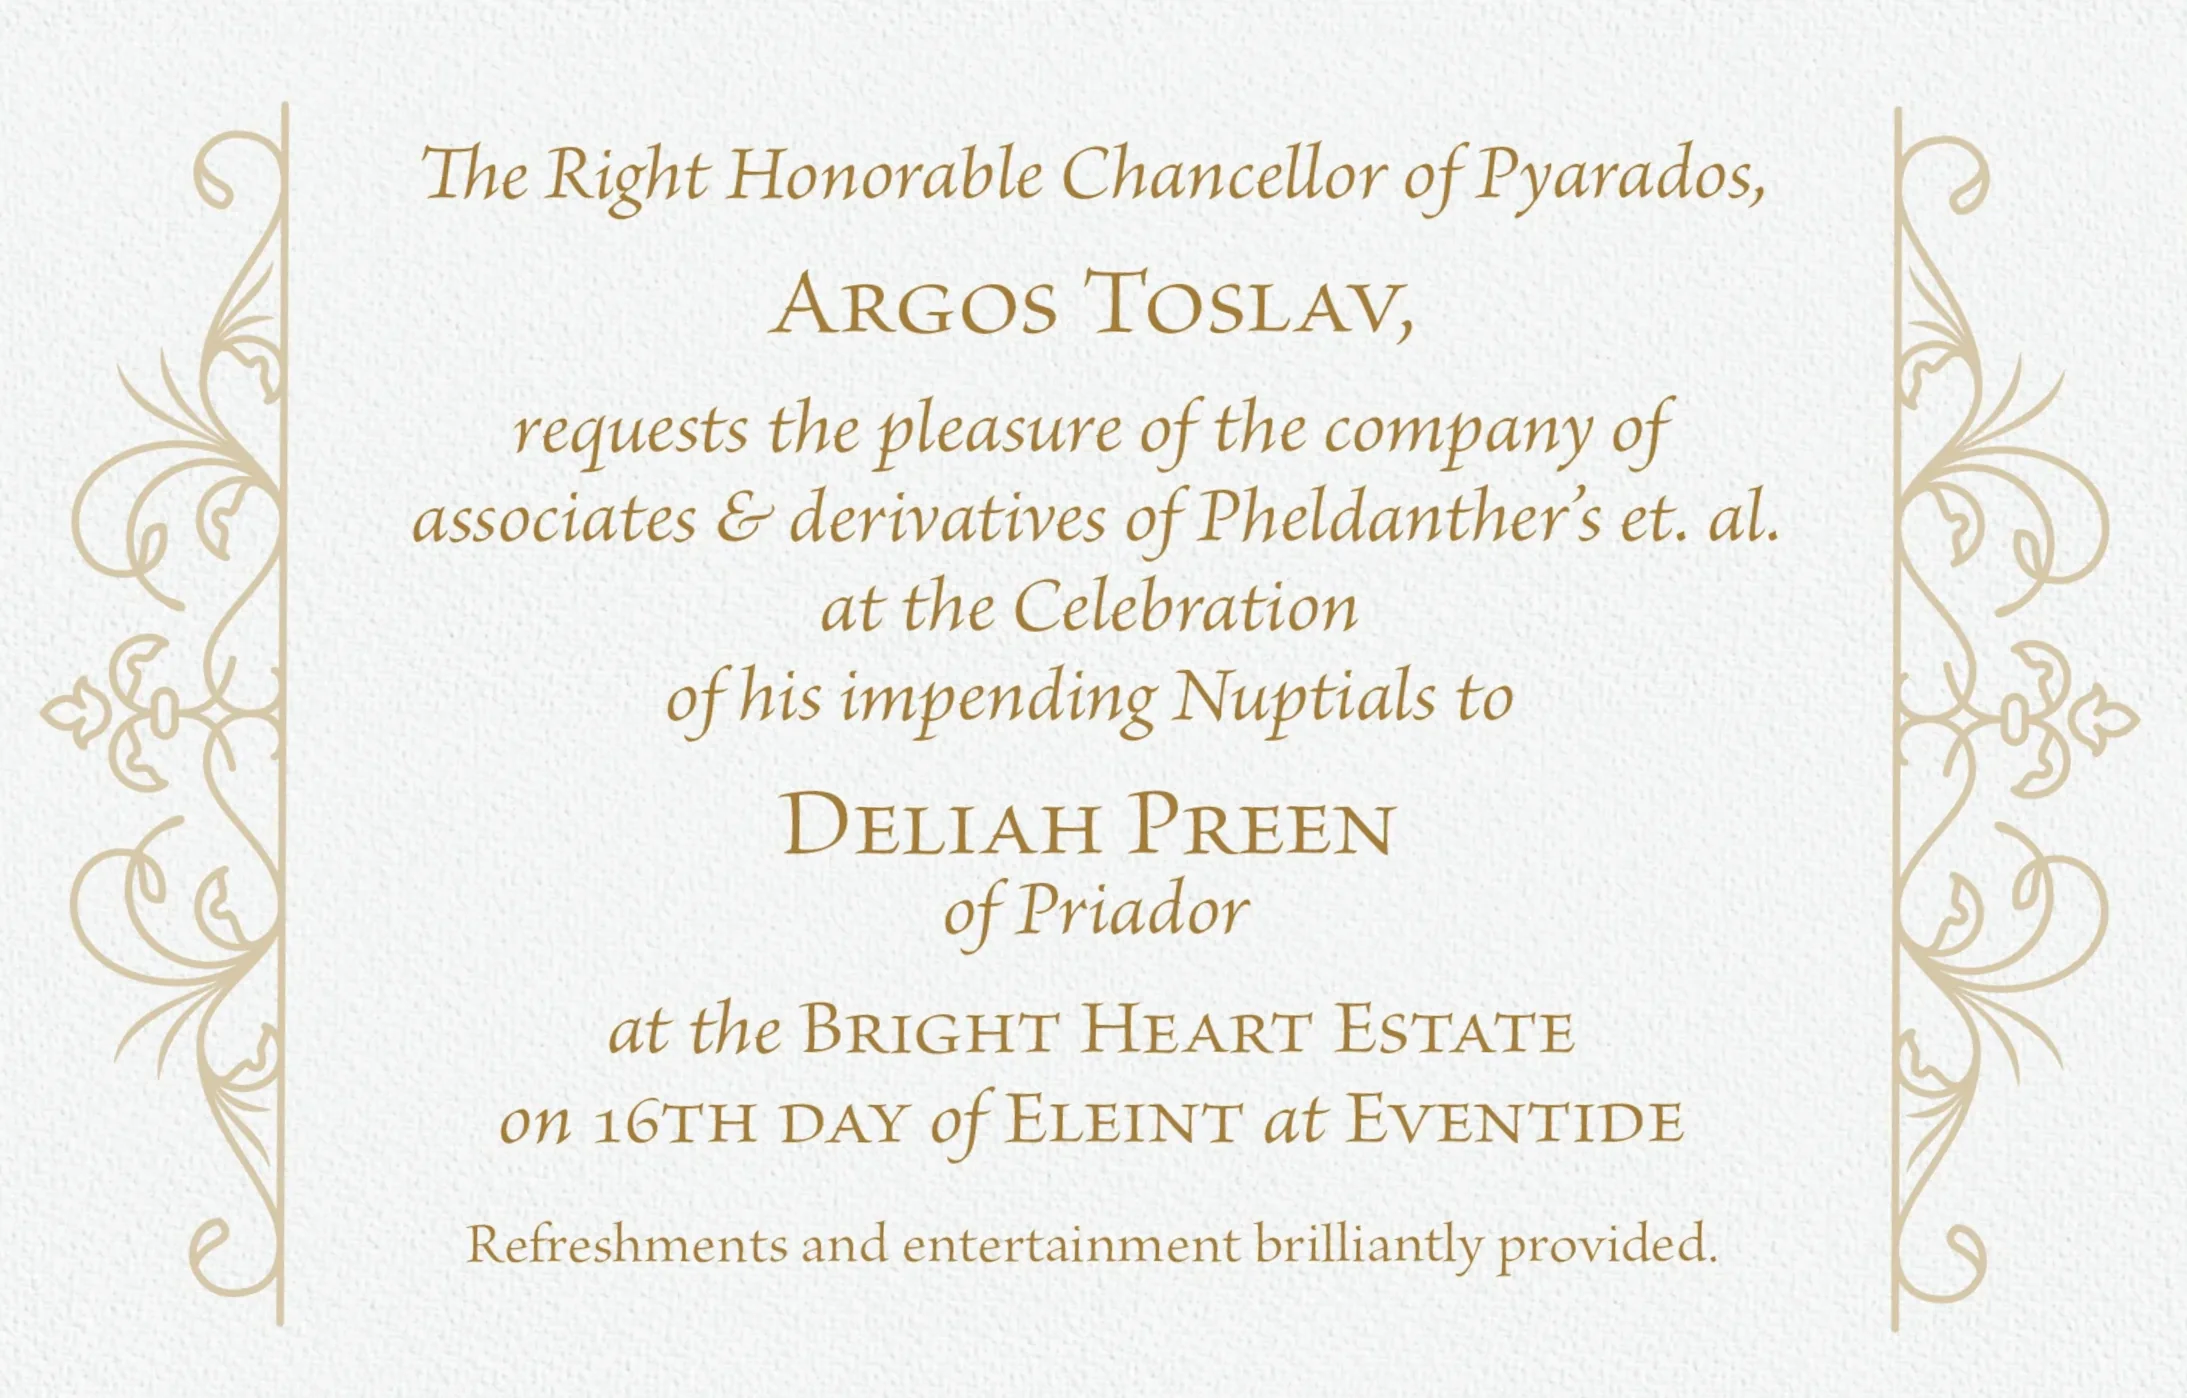 The Right Honorable Chancellor of Pyarados,
Argos Toslav,
requests the pleasure of the company of
associates & derivatives of Pheldanther’s et. al.
at the Celebration
of his impending Nuptials to
Deliah Preen
of Priador
at the Bright Heart Estate
on 16th day of Eleint at Eventide
Refreshments and entertainment brilliantly provided.